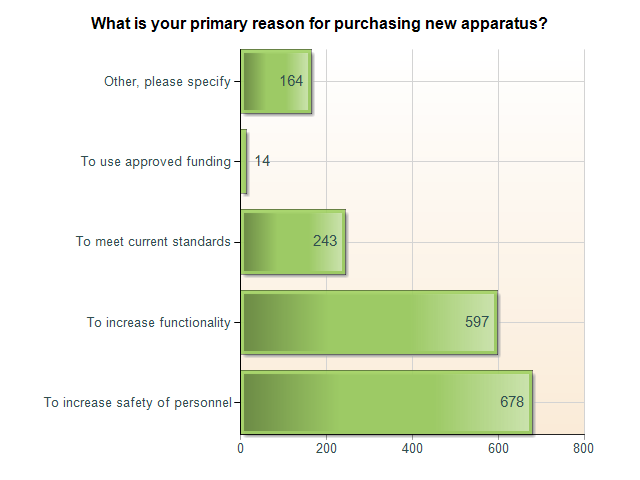 What is your primary reason for purchasing new apparatus?
Other, please specify 164
To use approved funding 14
To meet current standards 243
To increase functionality 597
To increase safety of personnel 678
0 200 400 600 800